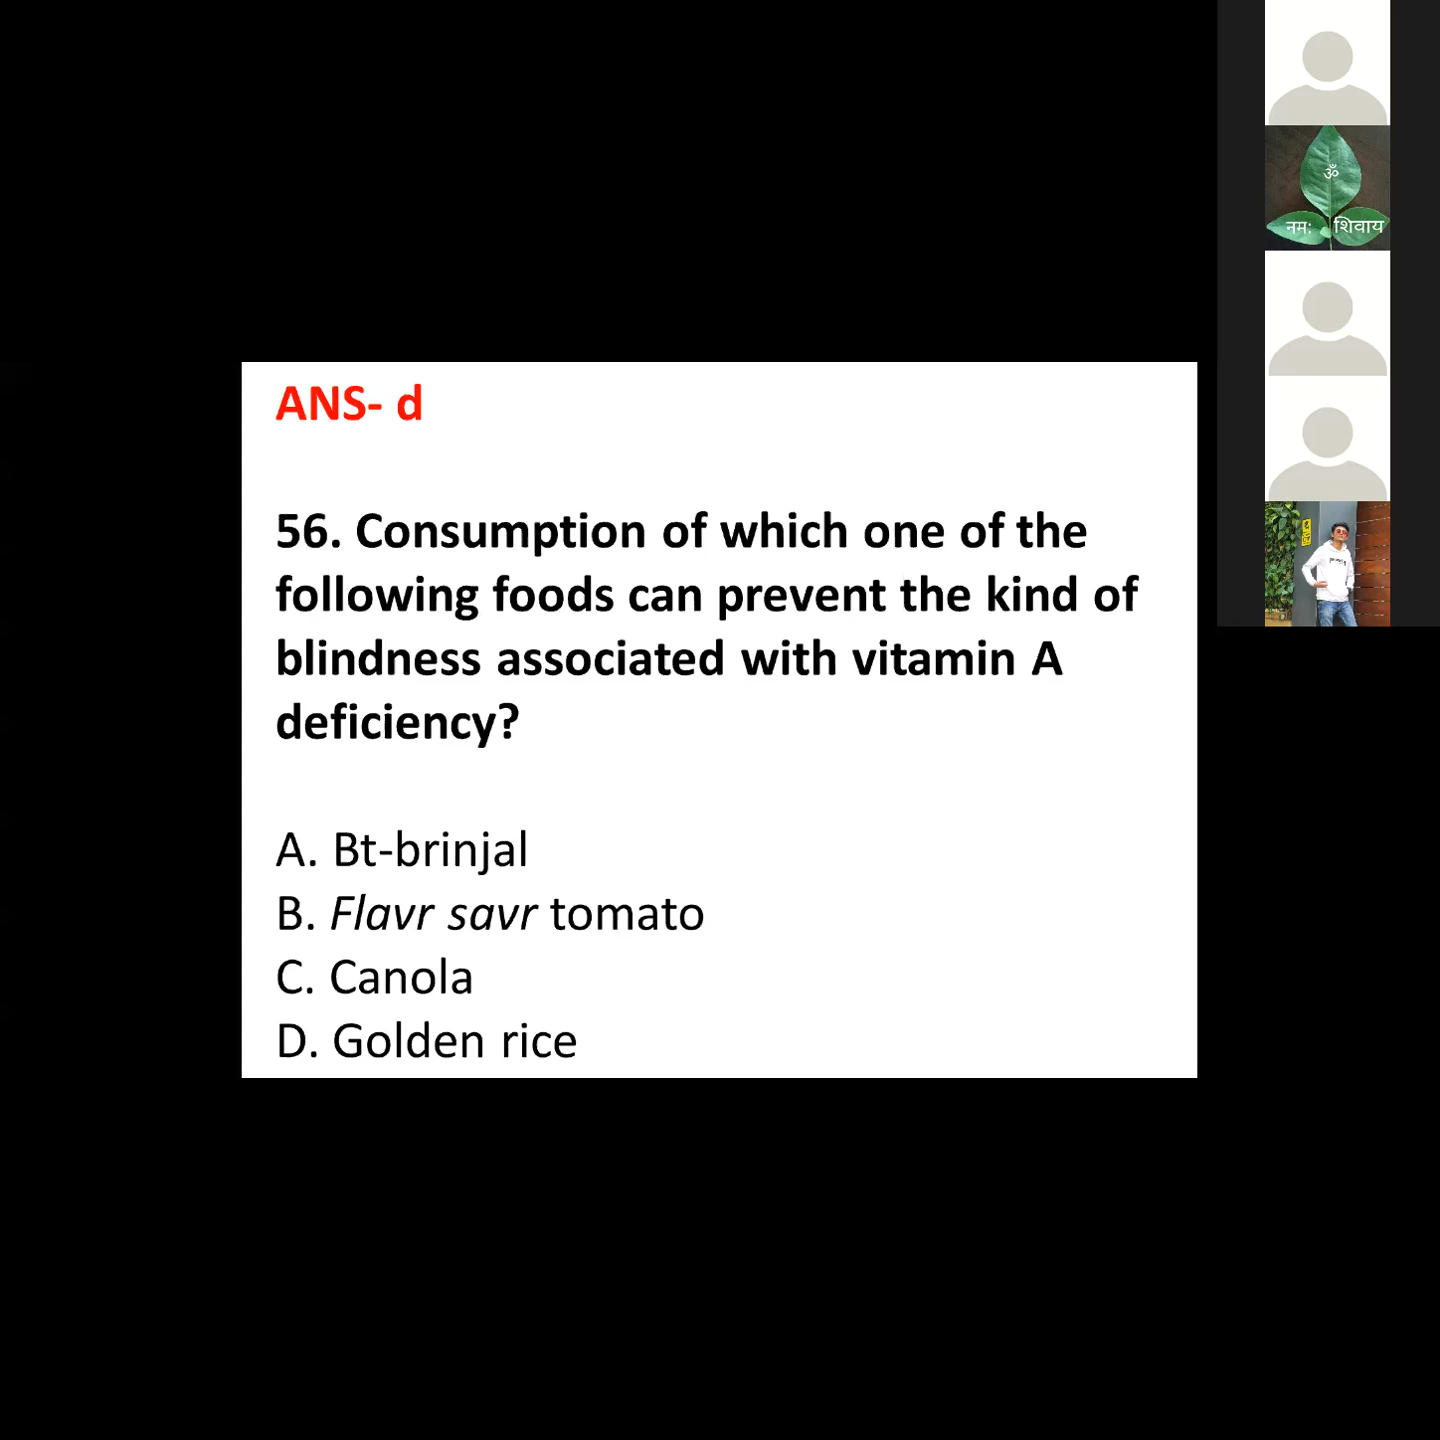 ANS- d
56. Consumption of which one of the
following foods can prevent the kind of
blindness associated with vitamin A
deficiency?
A. Bt-brinjal
B. Flavr savr tomato
C. Canola
D. Golden rice
ॐ
नम: शिवाय